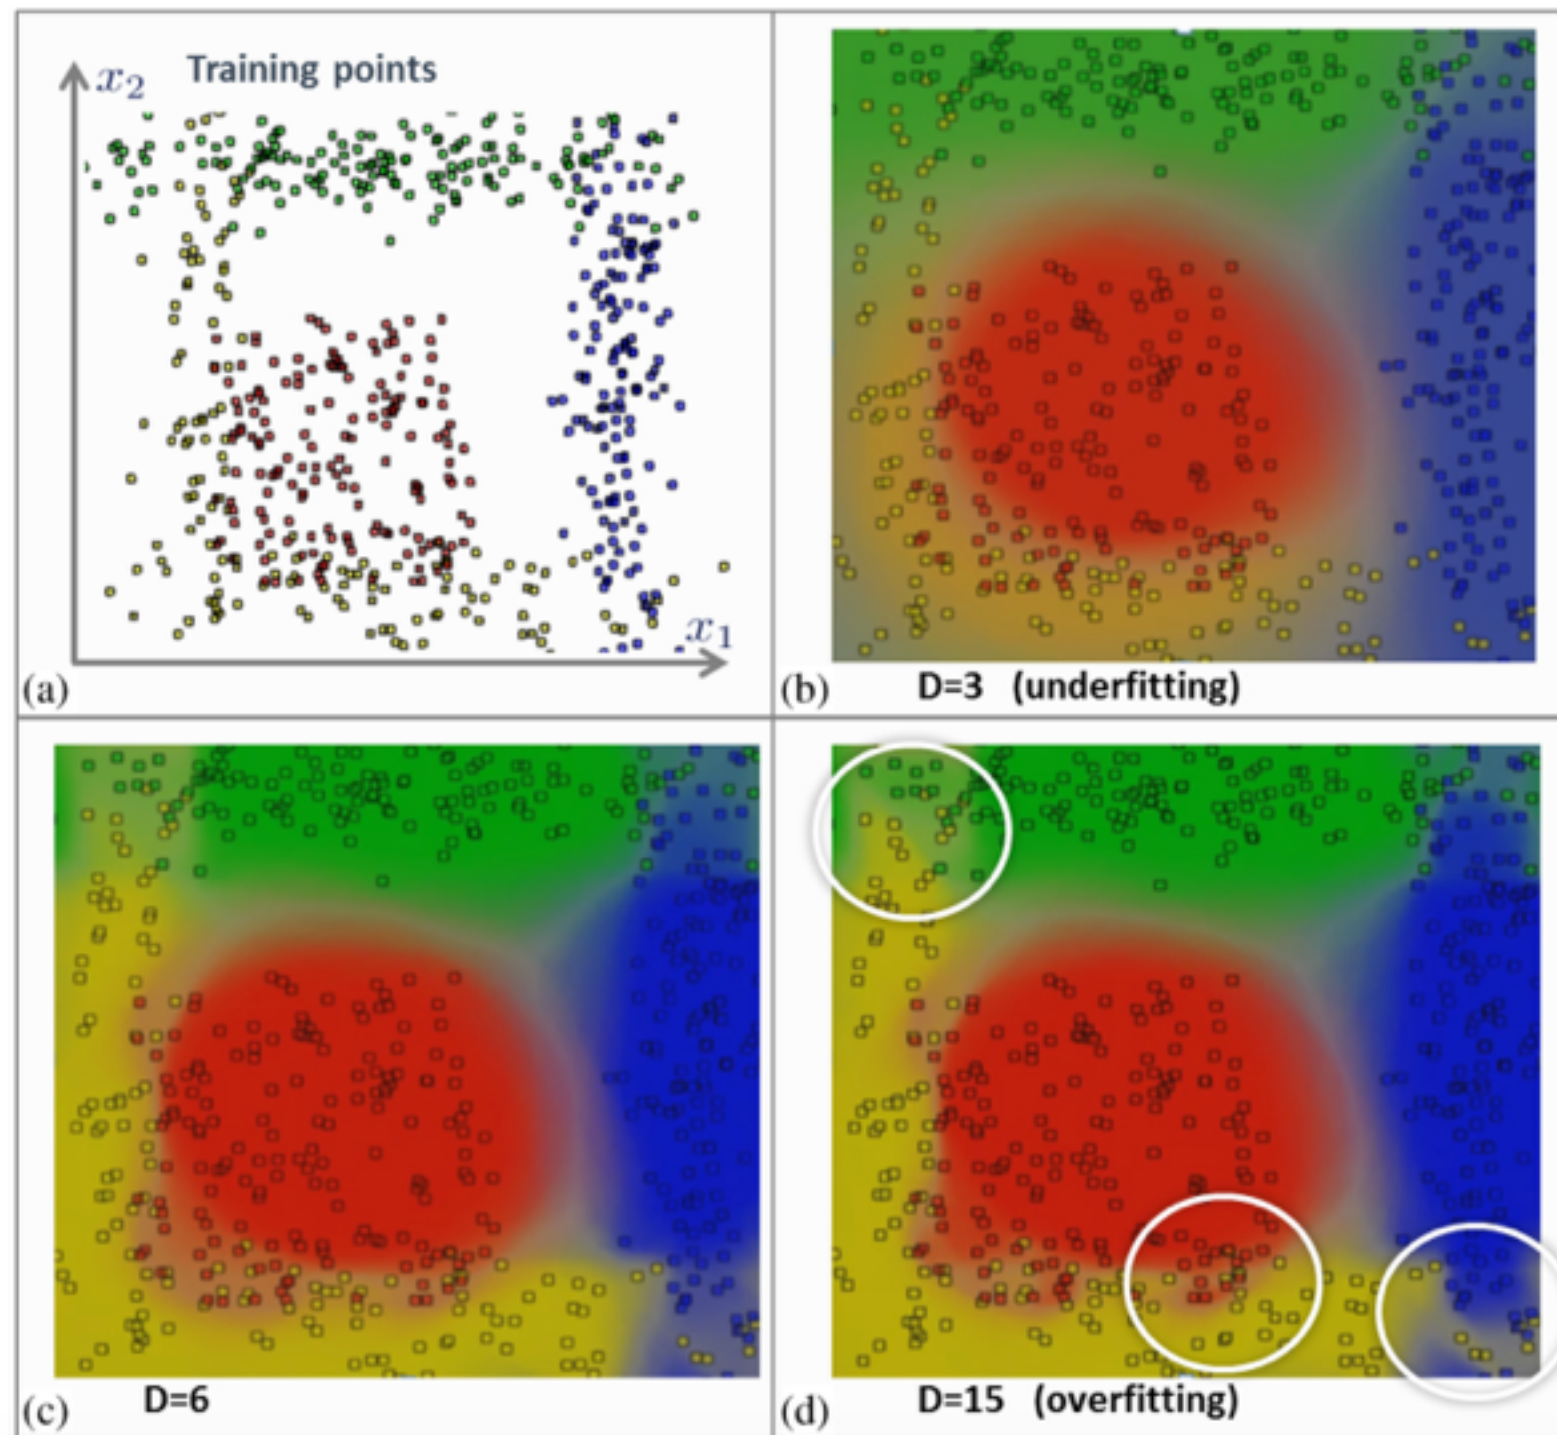 Training points
x₂
x₁
(a)
(b)
D=3 (underfitting)
(c)
D=6
(d)
D=15 (overfitting)